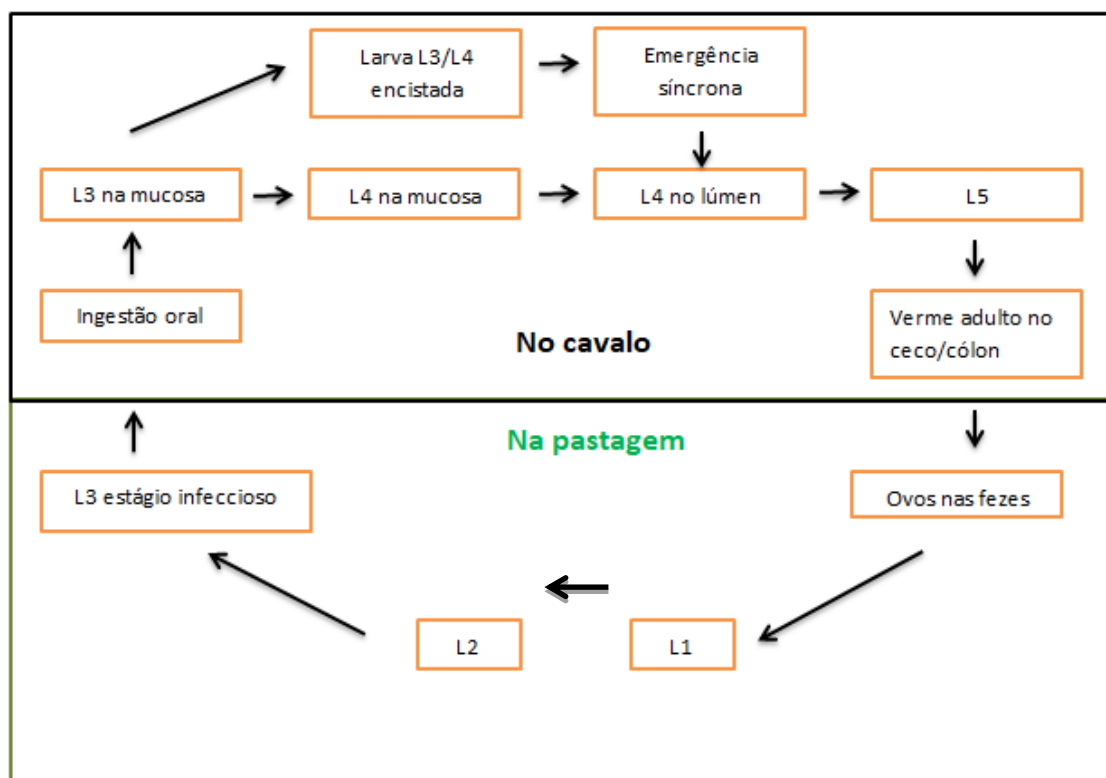 Larva L3/L4
encistada
Emergência
síncrona
L3 na mucosa
L4 na mucosa
L4 no lúmen
L5
Ingestão oral
No cavalo
Verme adulto no
ceco/cólon
Na pastagem
L3 estágio infeccioso
Ovos nas fezes
L2
L1